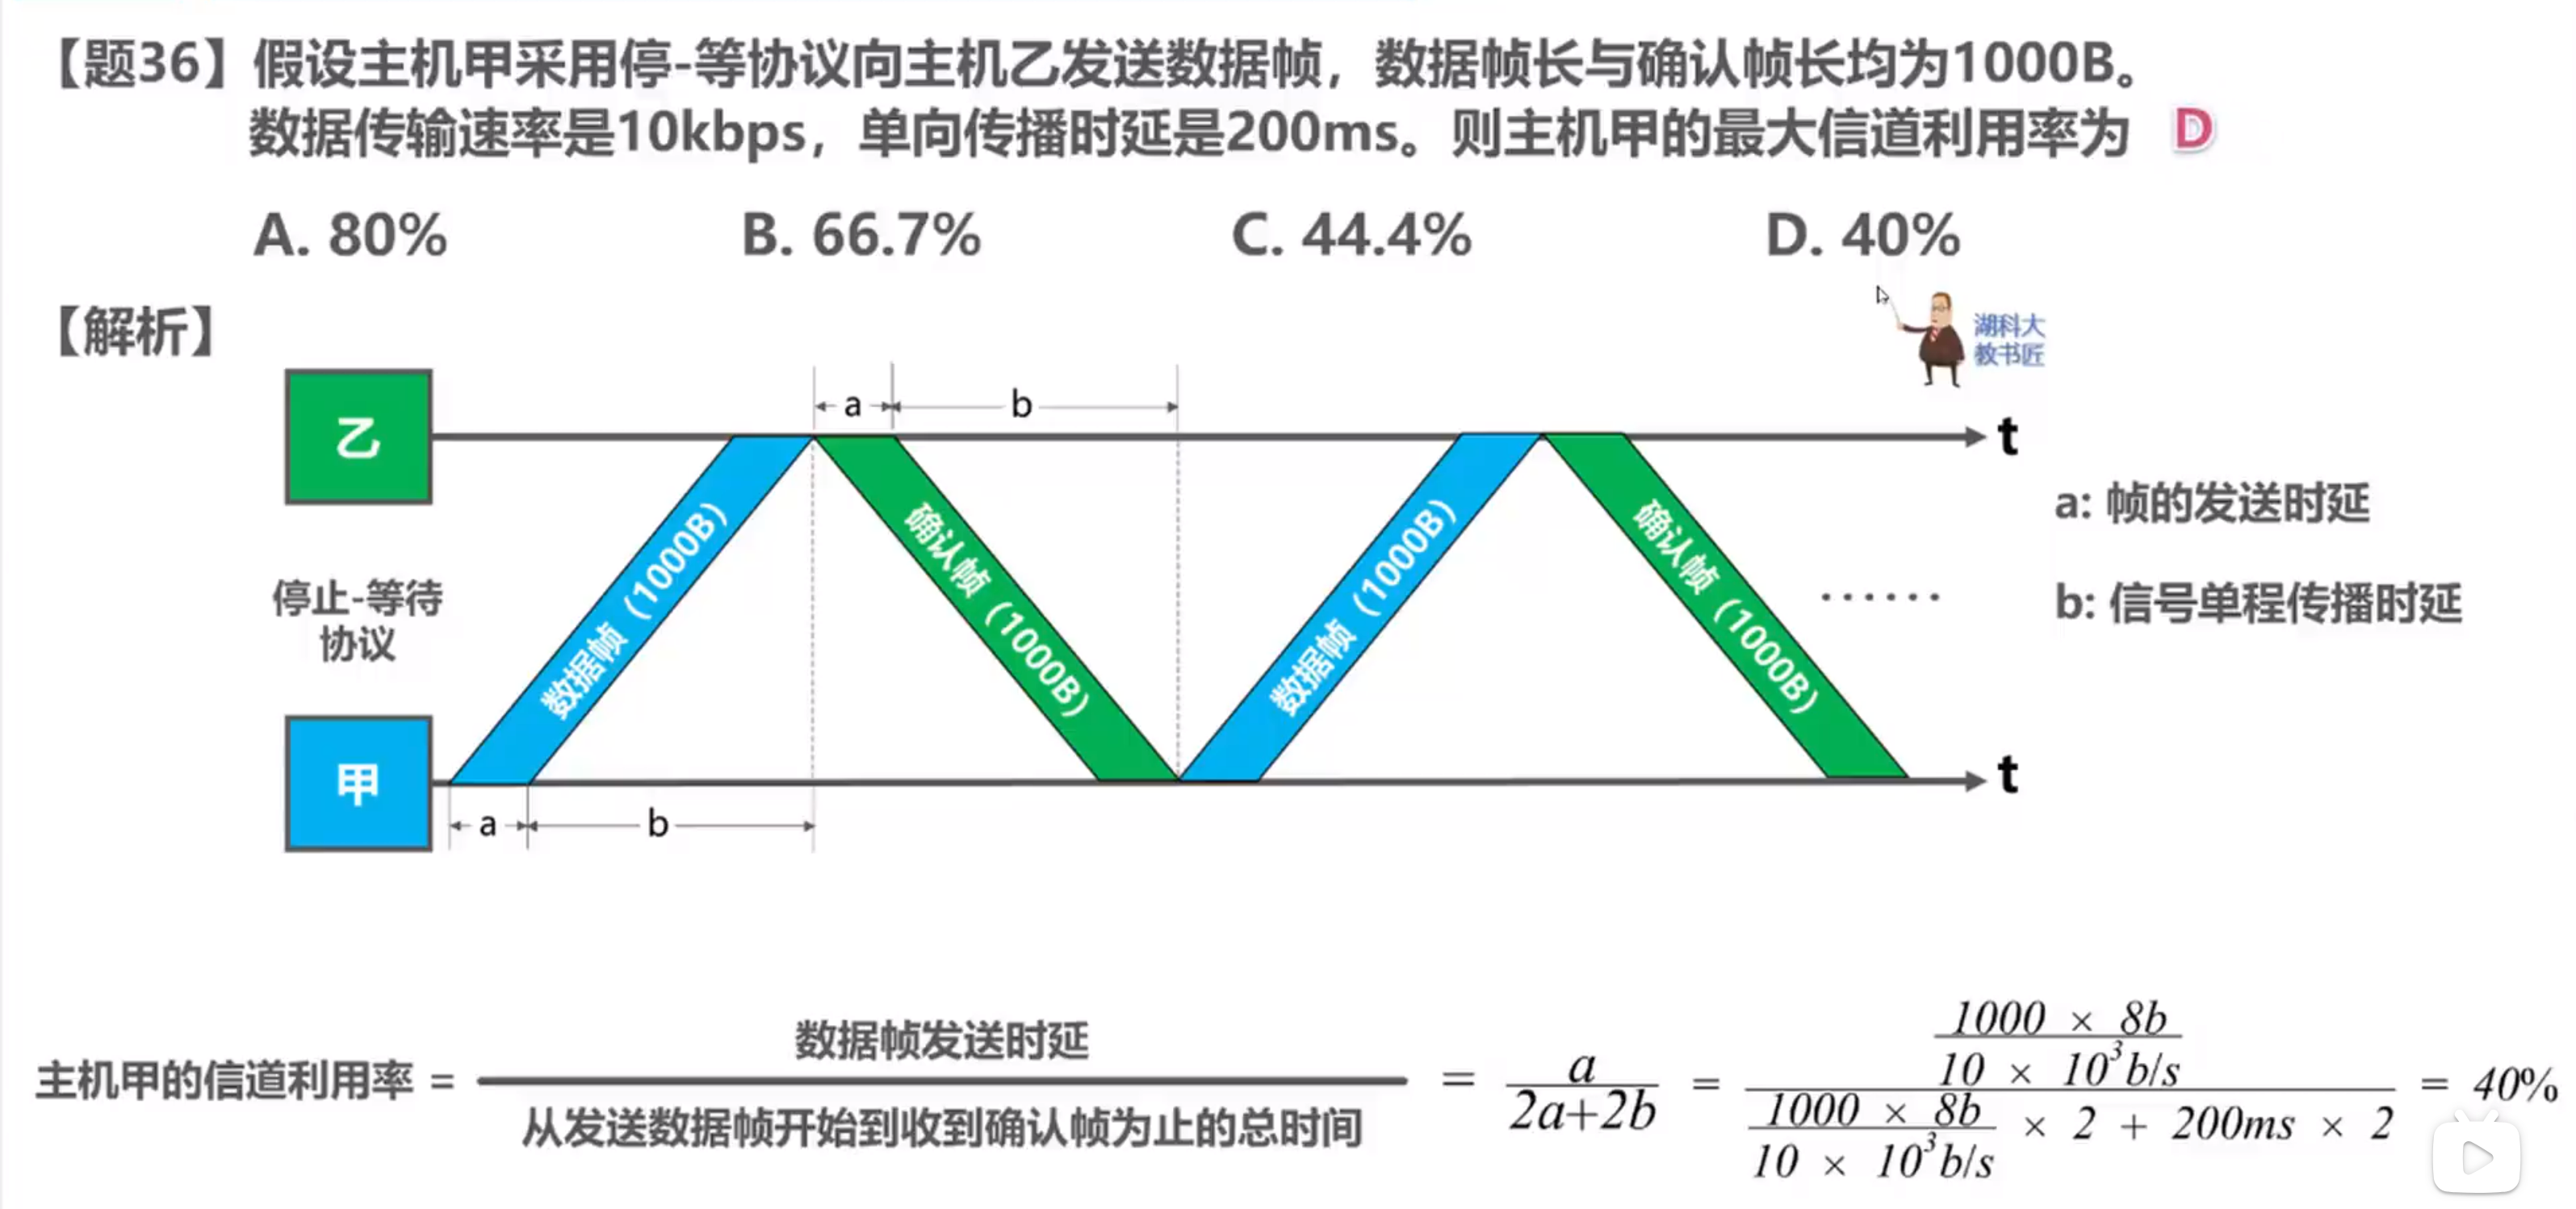 【题36】假设主机甲采用停-等协议向主机乙发送数据帧，数据帧长与确认帧长均为1000B。
数据传输速率是10kbps，单向传播时延是200ms。则主机甲的最大信道利用率为 D
A. 80% B. 66.7% C. 44.4% D. 40%
【解析】
湖科大
教书匠
a b
乙
t
数据帧（1000B）
确认帧（1000B）
数据帧（1000B）
确认帧（1000B）
a: 帧的发送时延
停止-等待
协议
······
b: 信号单程传播时延
甲
t
a b
主机甲的信道利用率 = 数据帧发送时延 / 从发送数据帧开始到收到确认帧为止的总时间 = a / 2a+2b = 1000 × 8b / 10 × 10³b/s / 1000 × 8b / 10 × 10³b/s × 2 + 200ms × 2 = 40%